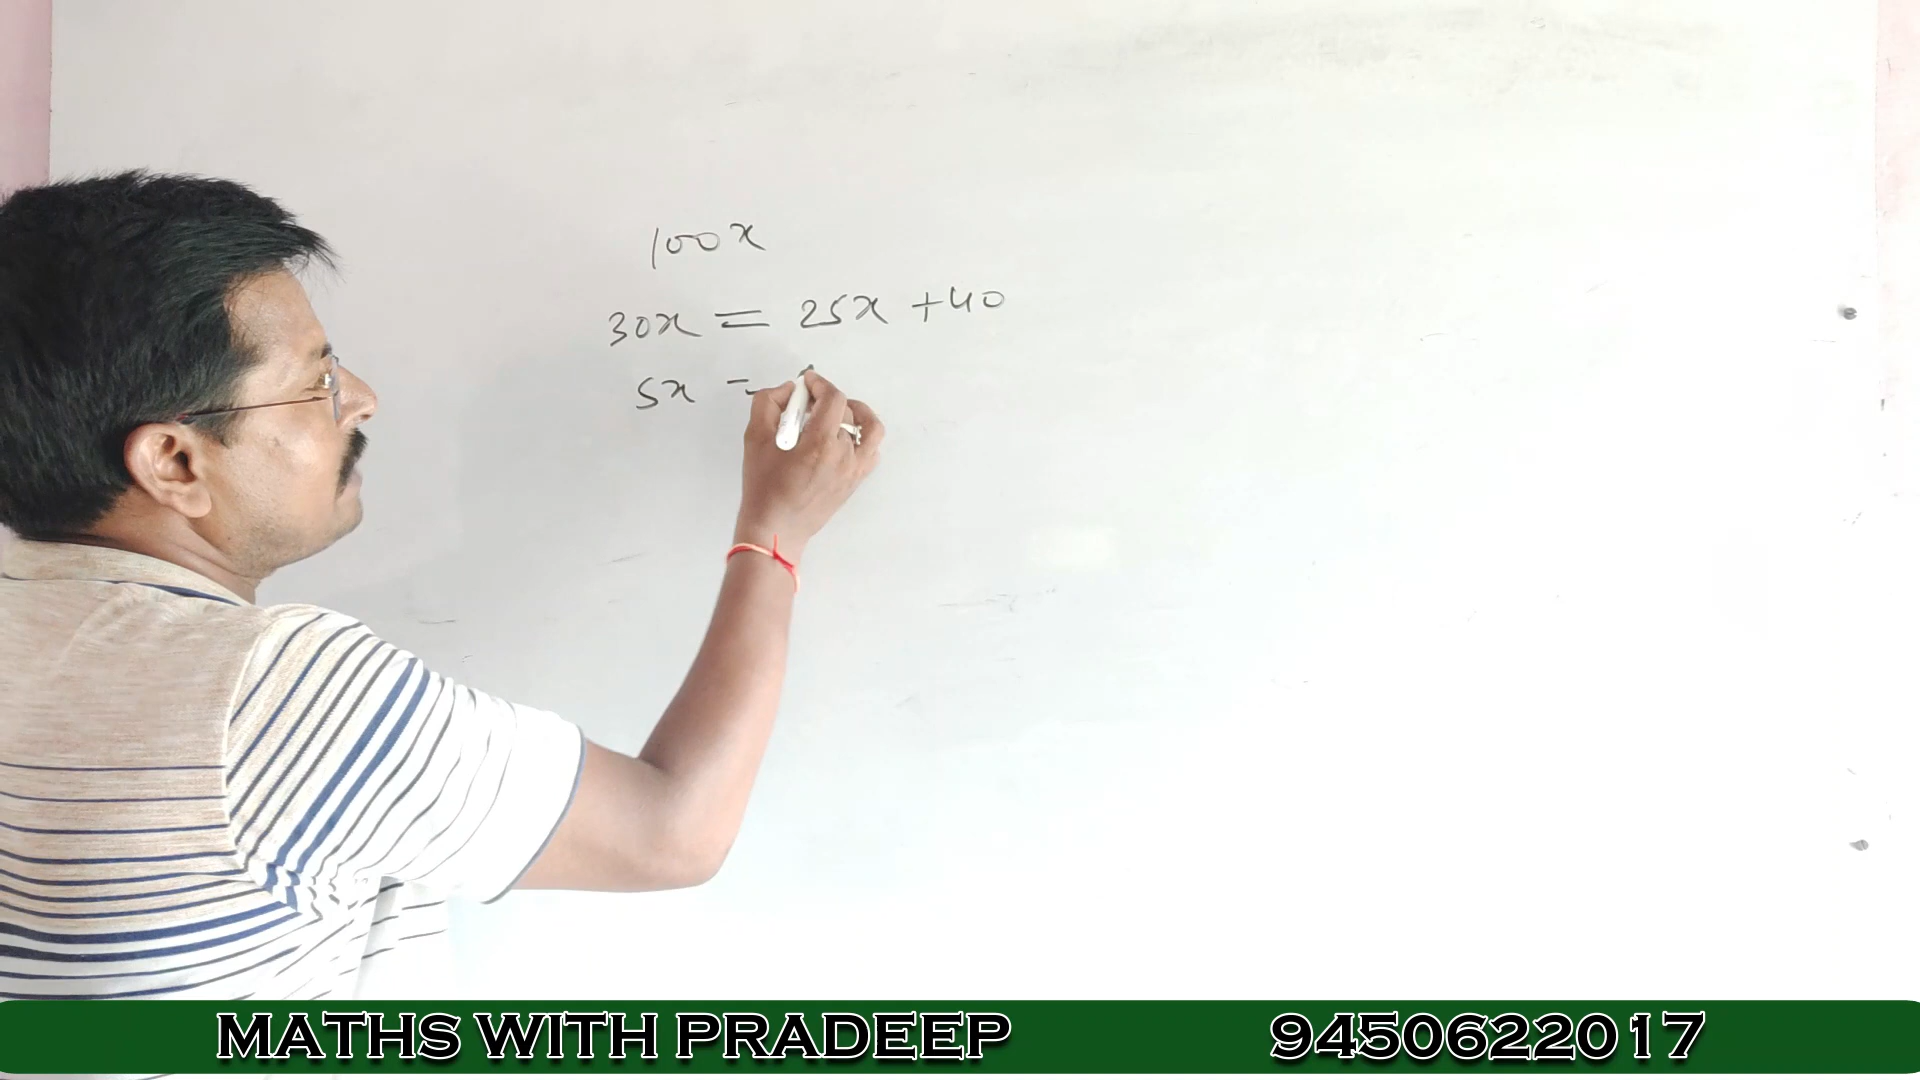 100x
30x = 25x + 40
5x =
MATHS WITH PRADEEP 9450622017